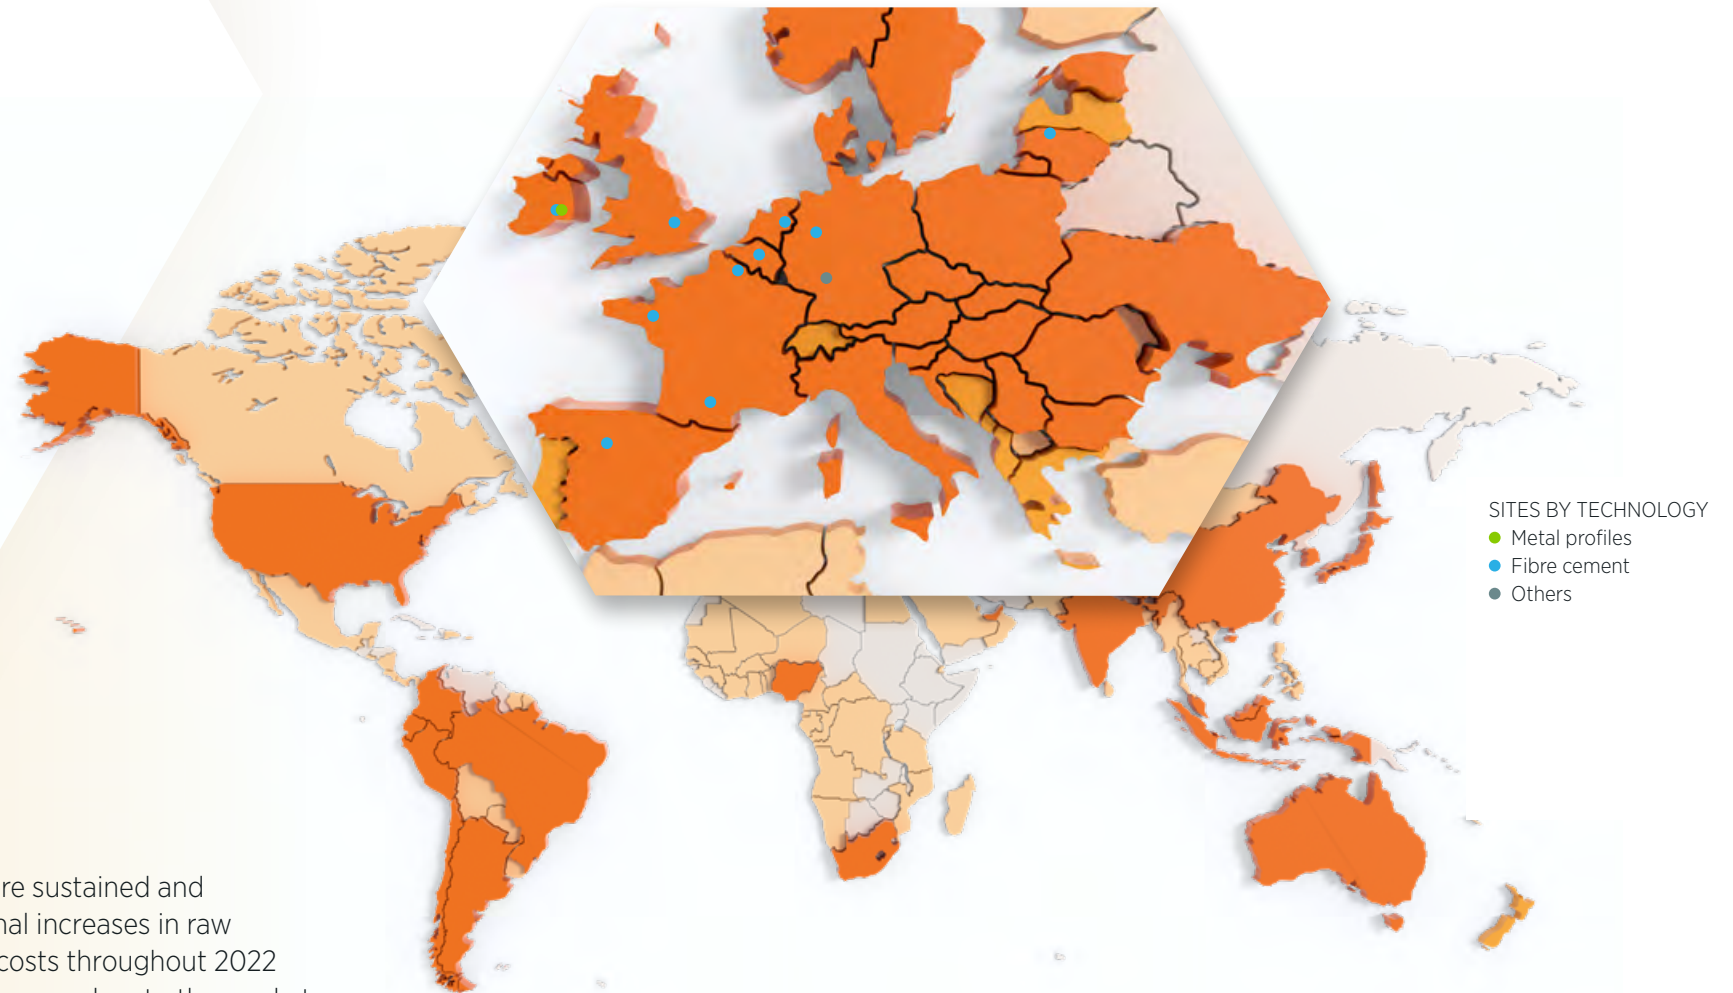 SITES BY TECHNOLOGY
Metal profiles
Fibre cement
Others
re sustained and
nal increases in raw
costs throughout 2022